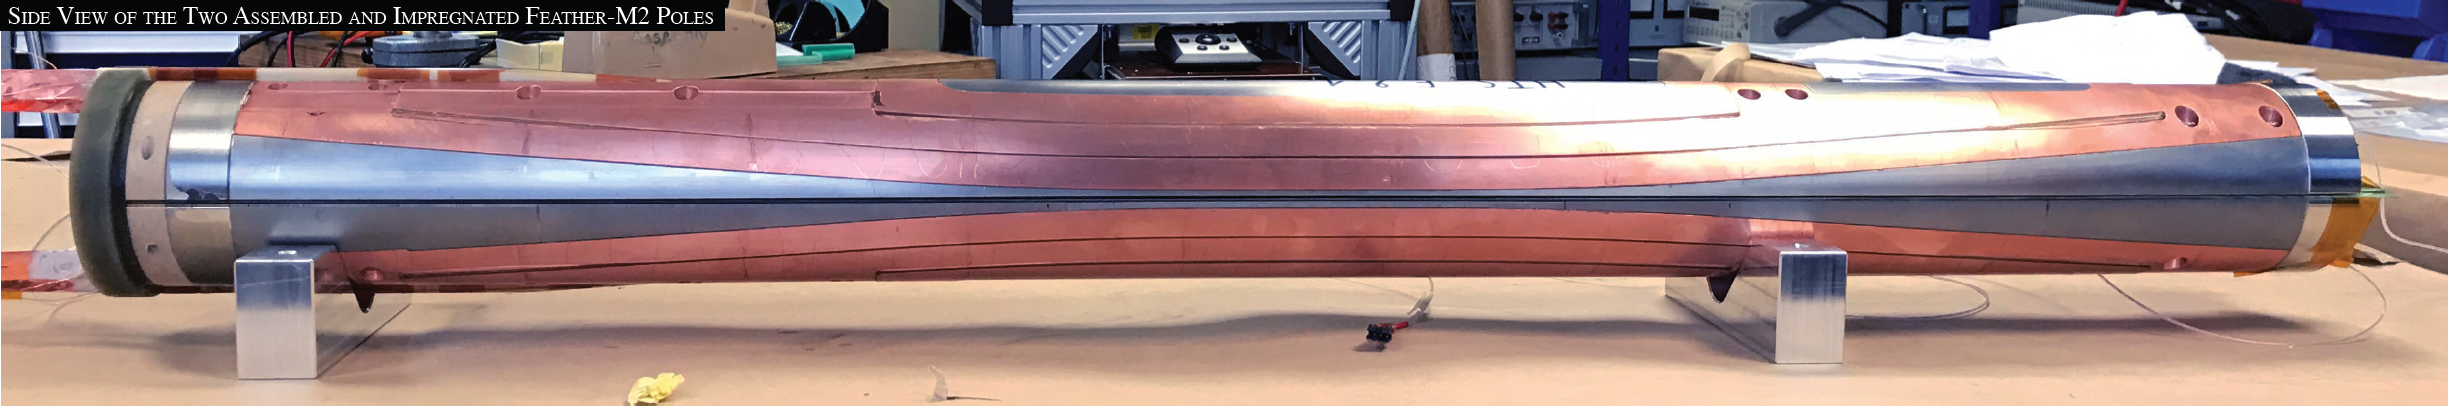 Side View of the Two Assembled and Impregnated Feather-M2 Poles